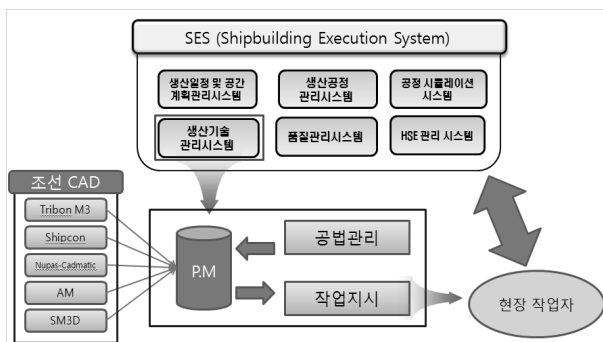 SES (Shipbuilding Execution System)
생산일정 및 공간
계획관리시스템
생산공정
관리시스템
공정 시뮬레이션
시스템
생산기술
관리시스템
품질관리시스템
HSE 관리 시스템
조선 CAD
Tribon M3
Shipcon
Nupas-Cadmatic
AM
SM3D
P.M
공법관리
작업지시
현장 작업자